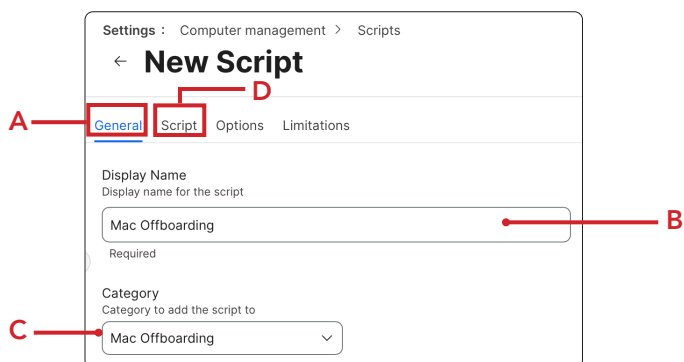 Settings : Computer management > Scripts
← New Script
D
A
General Script Options Limitations
Display Name
Display name for the script
Mac Offboarding
B
Required
Category
Category to add the script to
C
Mac Offboarding